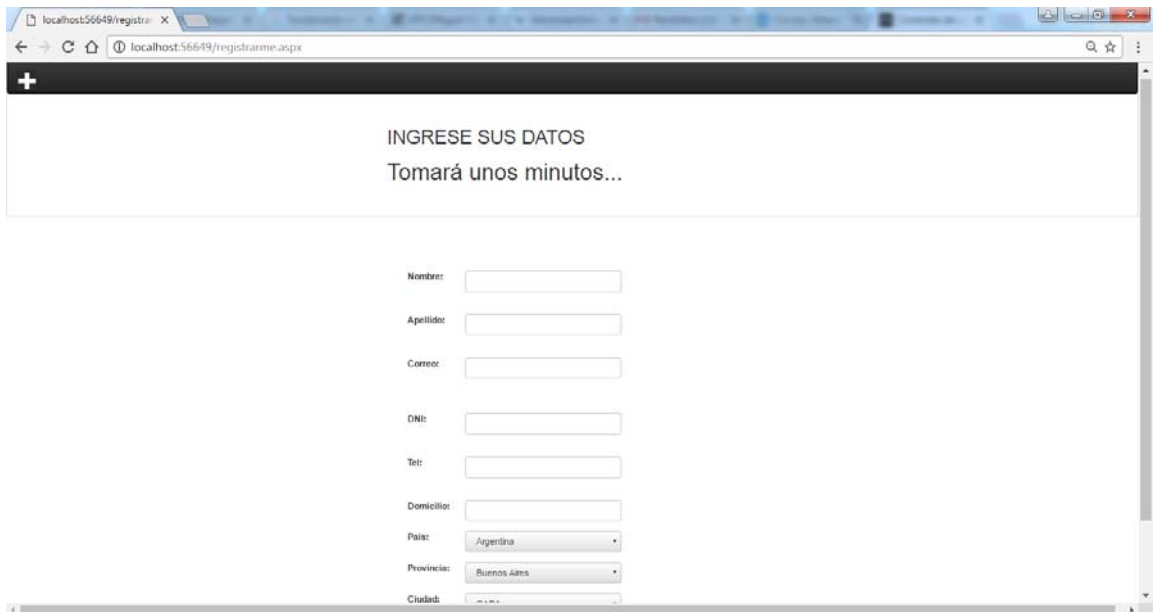 localhost:56649/registra
localhost:56649/registrarme.aspx
INGRESE SUS DATOS
Tomará unos minutos...
Nombre:
Apellido:
Correo:
DNI:
Tel:
Domicilio:
País: Argentina
Provincia: Buenos Aires
Ciudad: